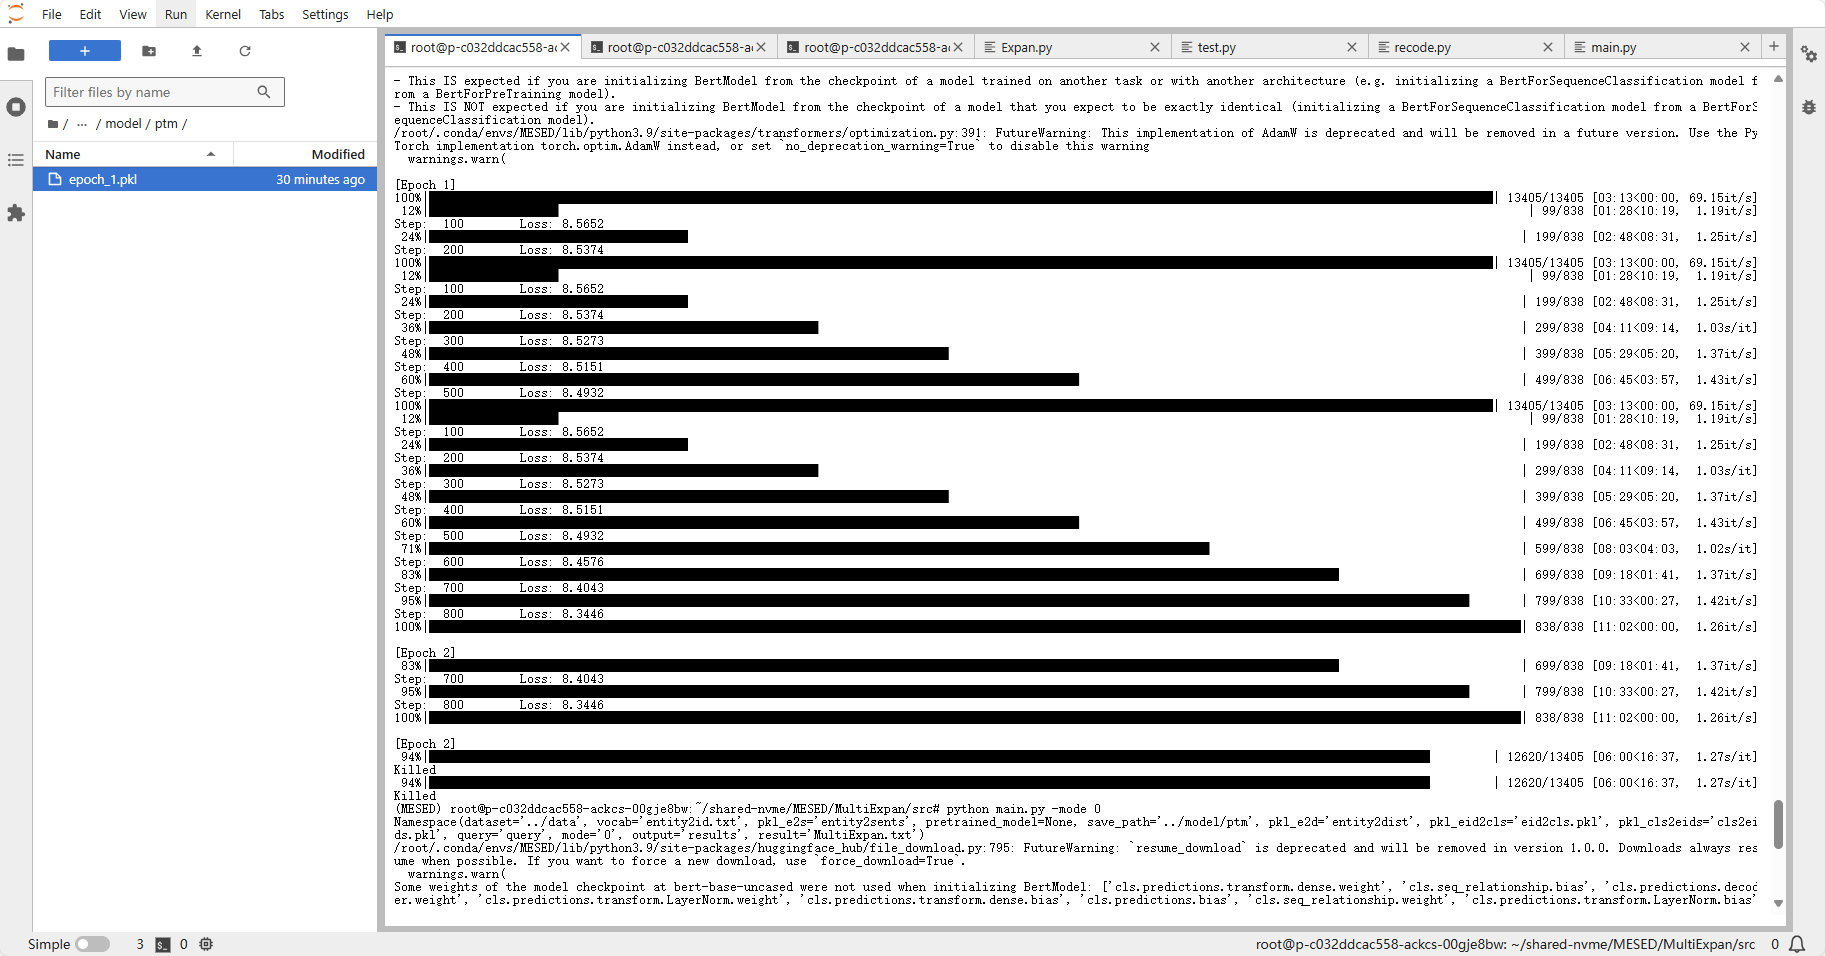 File Edit View Run Kernel Tabs Settings Help
+
Filter files by name
/ ... / model / ptm /
Name Modified
epoch_1.pkl 30 minutes ago
root@p-c032ddcac558-ac root@p-c032ddcac558-ac root@p-c032ddcac558-ac Expan.py test.py recode.py main.py +
- This IS expected if you are initializing BertModel from the checkpoint of a model trained on another task or with another architecture (e.g. initializing a BertForSequenceClassification model f
rom a BertForPreTraining model).
- This IS NOT expected if you are initializing BertModel from the checkpoint of a model that you expect to be exactly identical (initializing a BertForSequenceClassification model from a BertForS
equenceClassification model).
/root/.conda/envs/MESED/lib/python3.9/site-packages/transformers/optimization.py:391: FutureWarning: This implementation of AdamW is deprecated and will be removed in a future version. Use the Py
Torch implementation torch.optim.AdamW instead, or set `no_deprecation_warning=True` to disable this warning
warnings.warn(
[Epoch 1]
100%| | 13405/13405 [03:13<00:00, 69.15it/s]
12%| | 99/838 [01:28<10:19, 1.19it/s]
Step: 100 Loss: 8.5652
24%| | 199/838 [02:48<08:31, 1.25it/s]
Step: 200 Loss: 8.5374
100%| | 13405/13405 [03:13<00:00, 69.15it/s]
12%| | 99/838 [01:28<10:19, 1.19it/s]
Step: 100 Loss: 8.5652
24%| | 199/838 [02:48<08:31, 1.25it/s]
Step: 200 Loss: 8.5374
36%| | 299/838 [04:11<09:14, 1.03s/it]
Step: 300 Loss: 8.5273
48%| | 399/838 [05:29<05:20, 1.37it/s]
Step: 400 Loss: 8.5151
60%| | 499/838 [06:45<03:57, 1.43it/s]
Step: 500 Loss: 8.4932
100%| | 13405/13405 [03:13<00:00, 69.15it/s]
12%| | 99/838 [01:28<10:19, 1.19it/s]
Step: 100 Loss: 8.5652
24%| | 199/838 [02:48<08:31, 1.25it/s]
Step: 200 Loss: 8.5374
36%| | 299/838 [04:11<09:14, 1.03s/it]
Step: 300 Loss: 8.5273
48%| | 399/838 [05:29<05:20, 1.37it/s]
Step: 400 Loss: 8.5151
60%| | 499/838 [06:45<03:57, 1.43it/s]
Step: 500 Loss: 8.4932
71%| | 599/838 [08:03<04:03, 1.02s/it]
Step: 600 Loss: 8.4576
83%| | 699/838 [09:18<01:41, 1.37it/s]
Step: 700 Loss: 8.4043
95%| | 799/838 [10:33<00:27, 1.42it/s]
Step: 800 Loss: 8.3446
100%| | 838/838 [11:02<00:00, 1.26it/s]
[Epoch 2]
83%| | 699/838 [09:18<01:41, 1.37it/s]
Step: 700 Loss: 8.4043
95%| | 799/838 [10:33<00:27, 1.42it/s]
Step: 800 Loss: 8.3446
100%| | 838/838 [11:02<00:00, 1.26it/s]
[Epoch 2]
94%| | 12620/13405 [06:00<16:37, 1.27s/it]
Killed
94%| | 12620/13405 [06:00<16:37, 1.27s/it]
Killed
(MESED) root@p-c032ddcac558-ackcs-00gje8bw:~/shared-nvme/MESED/MultiExpan/src# python main.py -mode 0
Namespace(dataset='../data', vocab='entity2id.txt', pkl_e2s='entity2sents', pretrained_model=None, save_path='../model/ptm', pkl_e2d='entity2dist', pkl_eid2cls='eid2cls.pkl', pkl_cls2eids='cls2ei
ds.pkl', query='query', mode='0', output='results', result='MultiExpan.txt')
/root/.conda/envs/MESED/lib/python3.9/site-packages/huggingface_hub/file_download.py:795: FutureWarning: `resume_download` is deprecated and will be removed in version 1.0.0. Downloads always res
ume when possible. If you want to force a new download, use `force_download=True`.
warnings.warn(
Some weights of the model checkpoint at bert-base-uncased were not used when initializing BertModel: ['cls.predictions.transform.dense.weight', 'cls.seq_relationship.bias', 'cls.predictions.decod
er.weight', 'cls.predictions.transform.LayerNorm.weight', 'cls.predictions.transform.dense.bias', 'cls.predictions.bias', 'cls.seq_relationship.weight', 'cls.predictions.transform.LayerNorm.bias'
Simple 3 $_ 0 root@p-c032ddcac558-ackcs-00gje8bw: ~/shared-nvme/MESED/MultiExpan/src 0